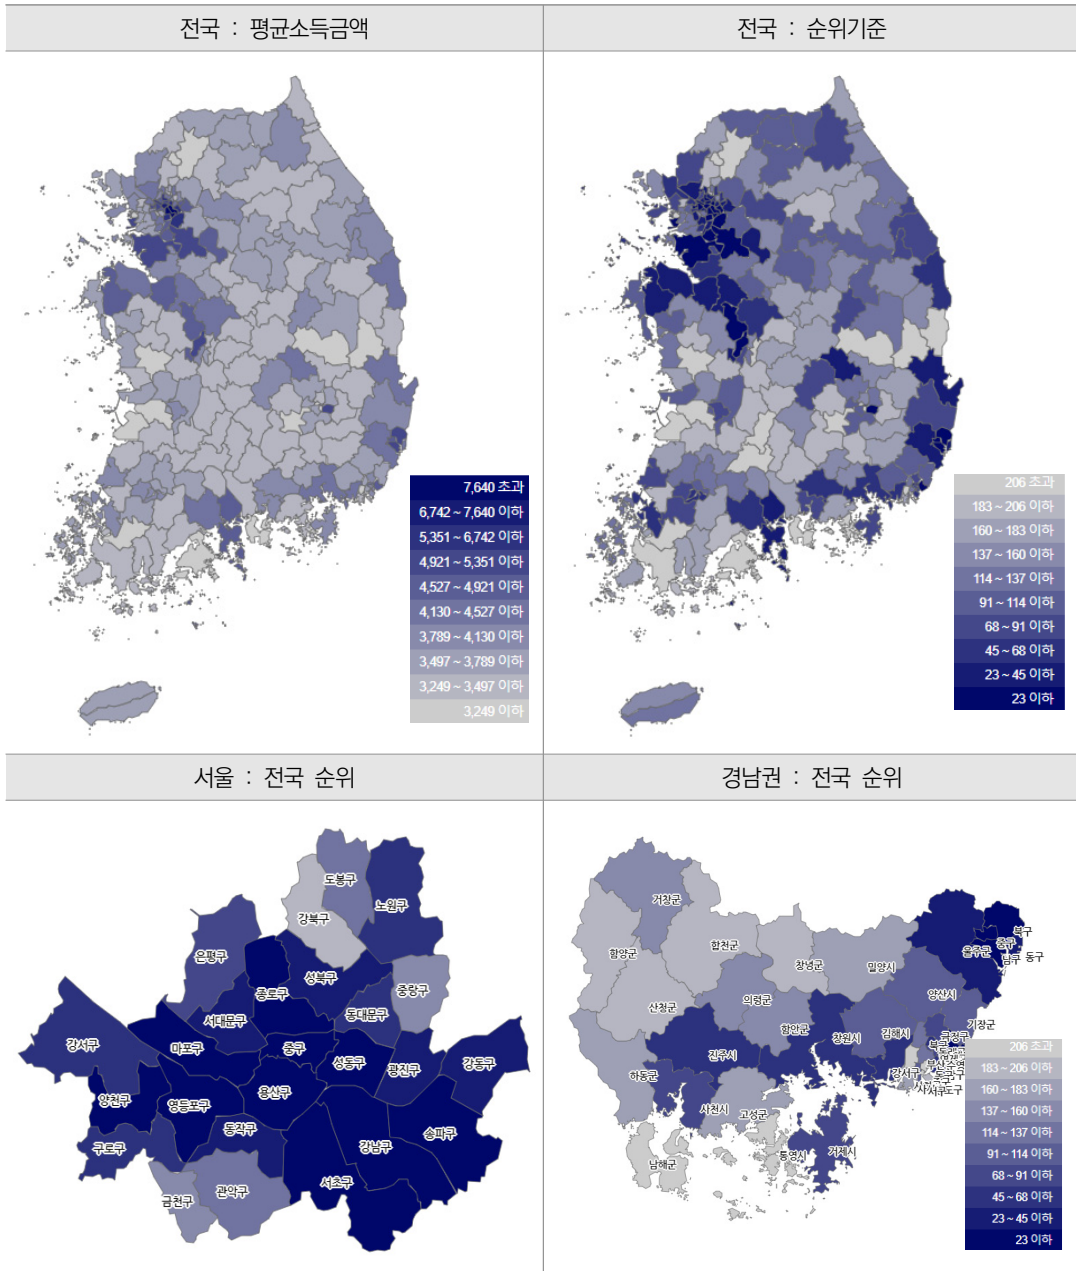 전국 : 평균소득금액
전국 : 순위기준
7,640 초과
6,742 ~ 7,640 이하
5,351 ~ 6,742 이하
4,921 ~ 5,351 이하
4,527 ~ 4,921 이하
4,130 ~ 4,527 이하
3,789 ~ 4,130 이하
3,497 ~ 3,789 이하
3,249 ~ 3,497 이하
3,249 이하
206 초과
183 ~ 206 이하
160 ~ 183 이하
137 ~ 160 이하
114 ~ 137 이하
91 ~ 114 이하
68 ~ 91 이하
45 ~ 68 이하
23 ~ 45 이하
23 이하
서울 : 전국 순위
경남권 : 전국 순위
도봉구
노원구
강북구
은평구
성북구
중랑구
종로구
동대문구
서대문구
강서구
마포구
중구
성동구
광진구
강동구
양천구
영등포구
용산구
동작구
송파구
구로구
강남구
서초구
관악구
금천구
거창군
북구
중구
울주군
남구
동구
함양군
합천군
창녕군
밀양시
양산시
산청군
의령군
기장군
함안군
창원시
김해시
금정구
진주시
강서구
하동군
사천시
고성군
통영시
거제시
남해군
206 초과
183 ~ 206 이하
160 ~ 183 이하
137 ~ 160 이하
114 ~ 137 이하
91 ~ 114 이하
68 ~ 91 이하
45 ~ 68 이하
23 ~ 45 이하
23 이하